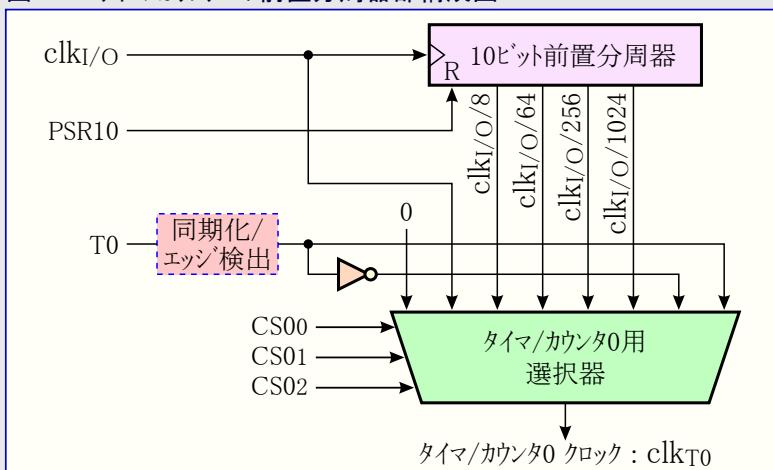 clkI/O
10ビット前置分周器
R
PSR10
clkI/O/8
clkI/O/64
clkI/O/256
clkI/O/1024
0
T0
同期化/
エッジ検出
CS00
CS01
CS02
タイマ/カウンタ0用
選択器
タイマ/カウンタ0 クロック : clkT0